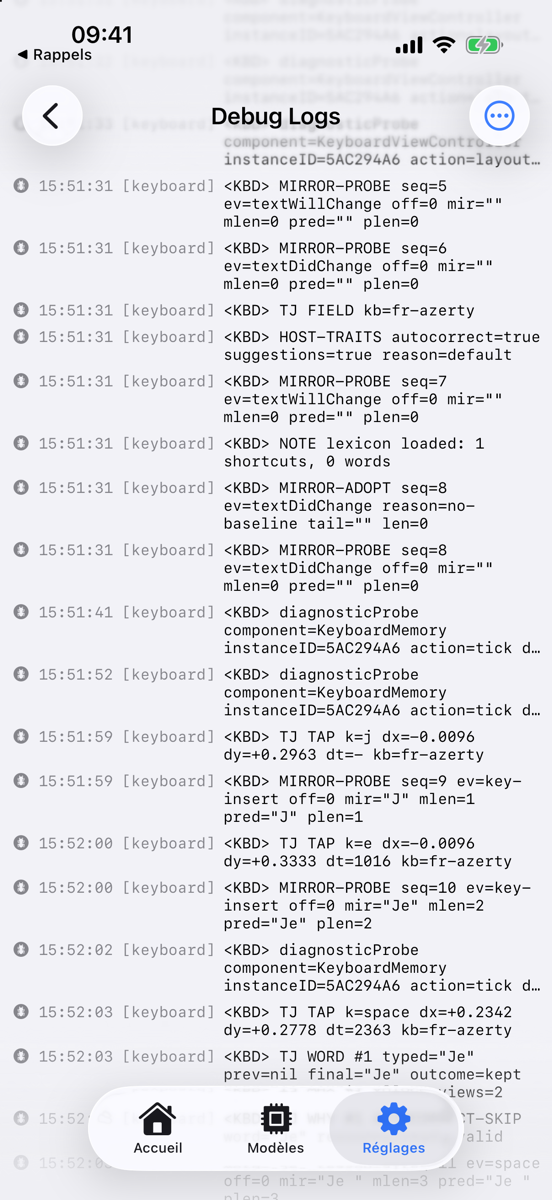 09:41
◀ Rappels
Debug Logs
component=KeyboardViewController
instanceID=5AC294A6 action=layout…
15:51:31 [keyboard] <KBD> MIRROR-PROBE seq=5
ev=textWillChange off=0 mir=""
mlen=0 pred="" plen=0
15:51:31 [keyboard] <KBD> MIRROR-PROBE seq=6
ev=textDidChange off=0 mir=""
mlen=0 pred="" plen=0
15:51:31 [keyboard] <KBD> TJ FIELD kb=fr-azerty
15:51:31 [keyboard] <KBD> HOST-TRAITS autocorrect=true
suggestions=true reason=default
15:51:31 [keyboard] <KBD> MIRROR-PROBE seq=7
ev=textWillChange off=0 mir=""
mlen=0 pred="" plen=0
15:51:31 [keyboard] <KBD> NOTE lexicon loaded: 1
shortcuts, 0 words
15:51:31 [keyboard] <KBD> MIRROR-ADOPT seq=8
ev=textDidChange reason=no-
baseline tail="" len=0
15:51:31 [keyboard] <KBD> MIRROR-PROBE seq=8
ev=textDidChange off=0 mir=""
mlen=0 pred="" plen=0
15:51:41 [keyboard] <KBD> diagnosticProbe
component=KeyboardMemory
instanceID=5AC294A6 action=tick d…
15:51:52 [keyboard] <KBD> diagnosticProbe
component=KeyboardMemory
instanceID=5AC294A6 action=tick d…
15:51:59 [keyboard] <KBD> TJ TAP k=j dx=-0.0096
dy=+0.2963 dt=- kb=fr-azerty
15:51:59 [keyboard] <KBD> MIRROR-PROBE seq=9 ev=key-
insert off=0 mir="J" mlen=1
pred="J" plen=1
15:52:00 [keyboard] <KBD> TJ TAP k=e dx=-0.0096
dy=+0.3333 dt=1016 kb=fr-azerty
15:52:00 [keyboard] <KBD> MIRROR-PROBE seq=10 ev=key-
insert off=0 mir="Je" mlen=2
pred="Je" plen=2
15:52:02 [keyboard] <KBD> diagnosticProbe
component=KeyboardMemory
instanceID=5AC294A6 action=tick d…
15:52:03 [keyboard] <KBD> TJ TAP k=space dx=+0.2342
dy=+0.2778 dt=2363 kb=fr-azerty
15:52:03 [keyboard] <KBD> TJ WORD #1 typed="Je"
prev=nil final="Je" outcome=kept
Accueil
Modèles
Réglages